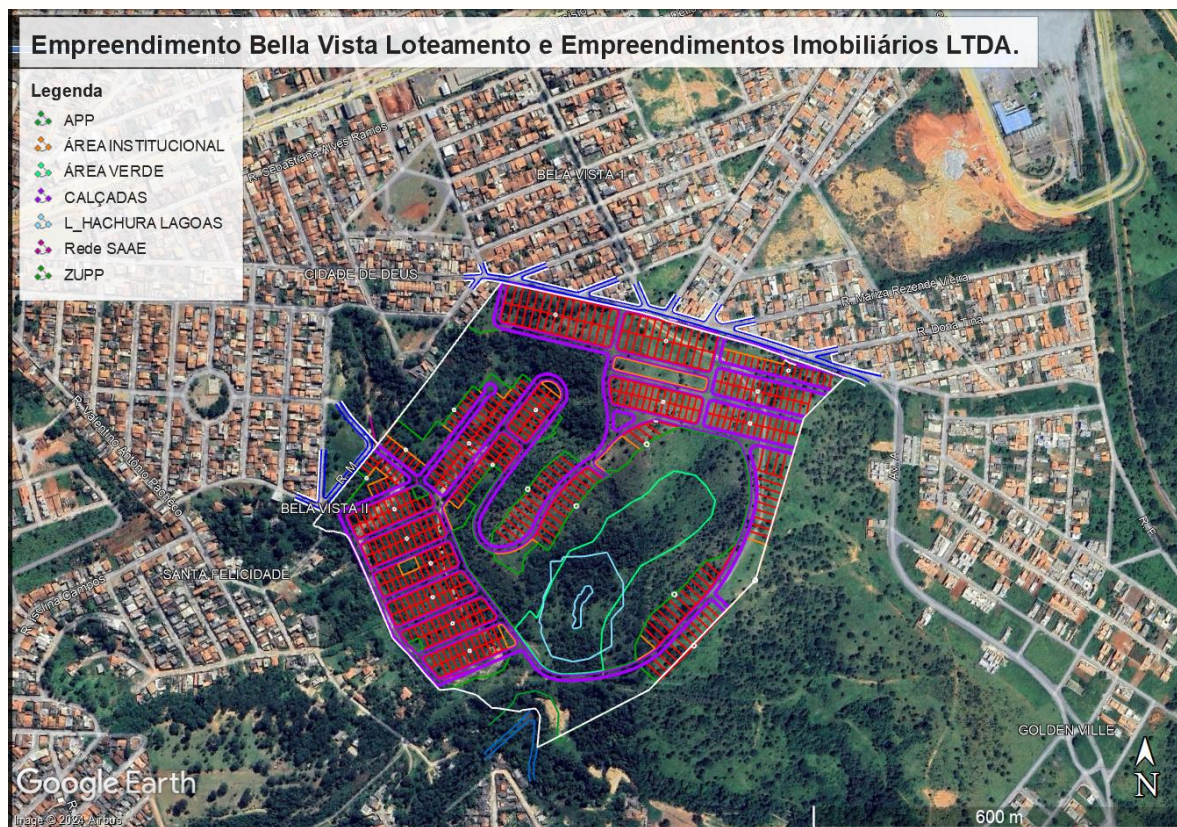 Empreendimento Bella Vista Loteamento e Empreendimentos Imobiliários LTDA.
Legenda
APP
ÁREA INSTITUCIONAL
ÁREA VERDE
CALÇADAS
L_HACHURA LAGOAS
Rede SAAE
ZUPP
R. Sebastiana Alves Ramos
BELA VISTA 1
CIDADE DE DEUS
R. Mariza Rezende Vieira
R. Dona Tina
R. Valentino Antônio Pacheco
R. M
BELA VISTA II
Av. A
R. E
SANTA FELICIDADE
Campos
GOLDEN VILLE
Google Earth
Image © 2024 Airbus
600 m
N